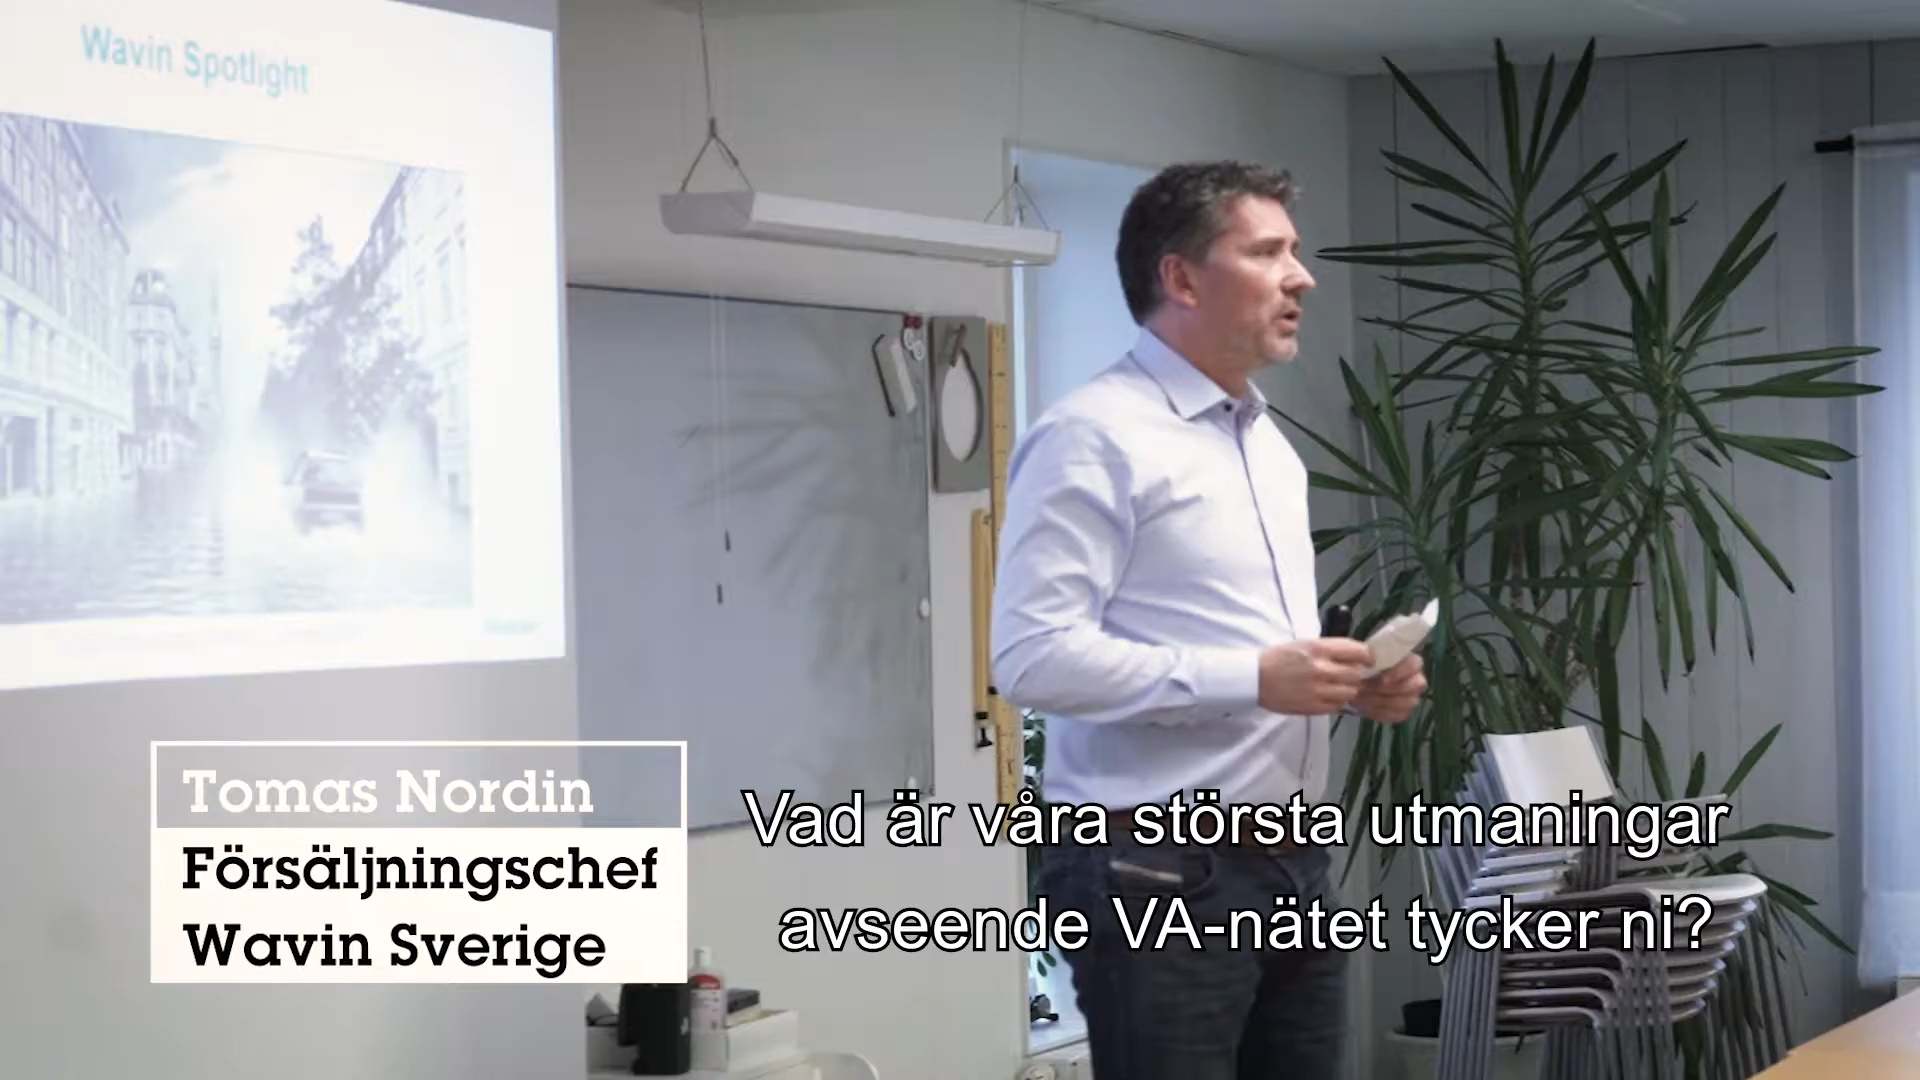 Wavin Spotlight
Tomas Nordin
Försäljningschef
Wavin Sverige
Vad är våra största utmaningar
avseende VA-nätet tycker ni?